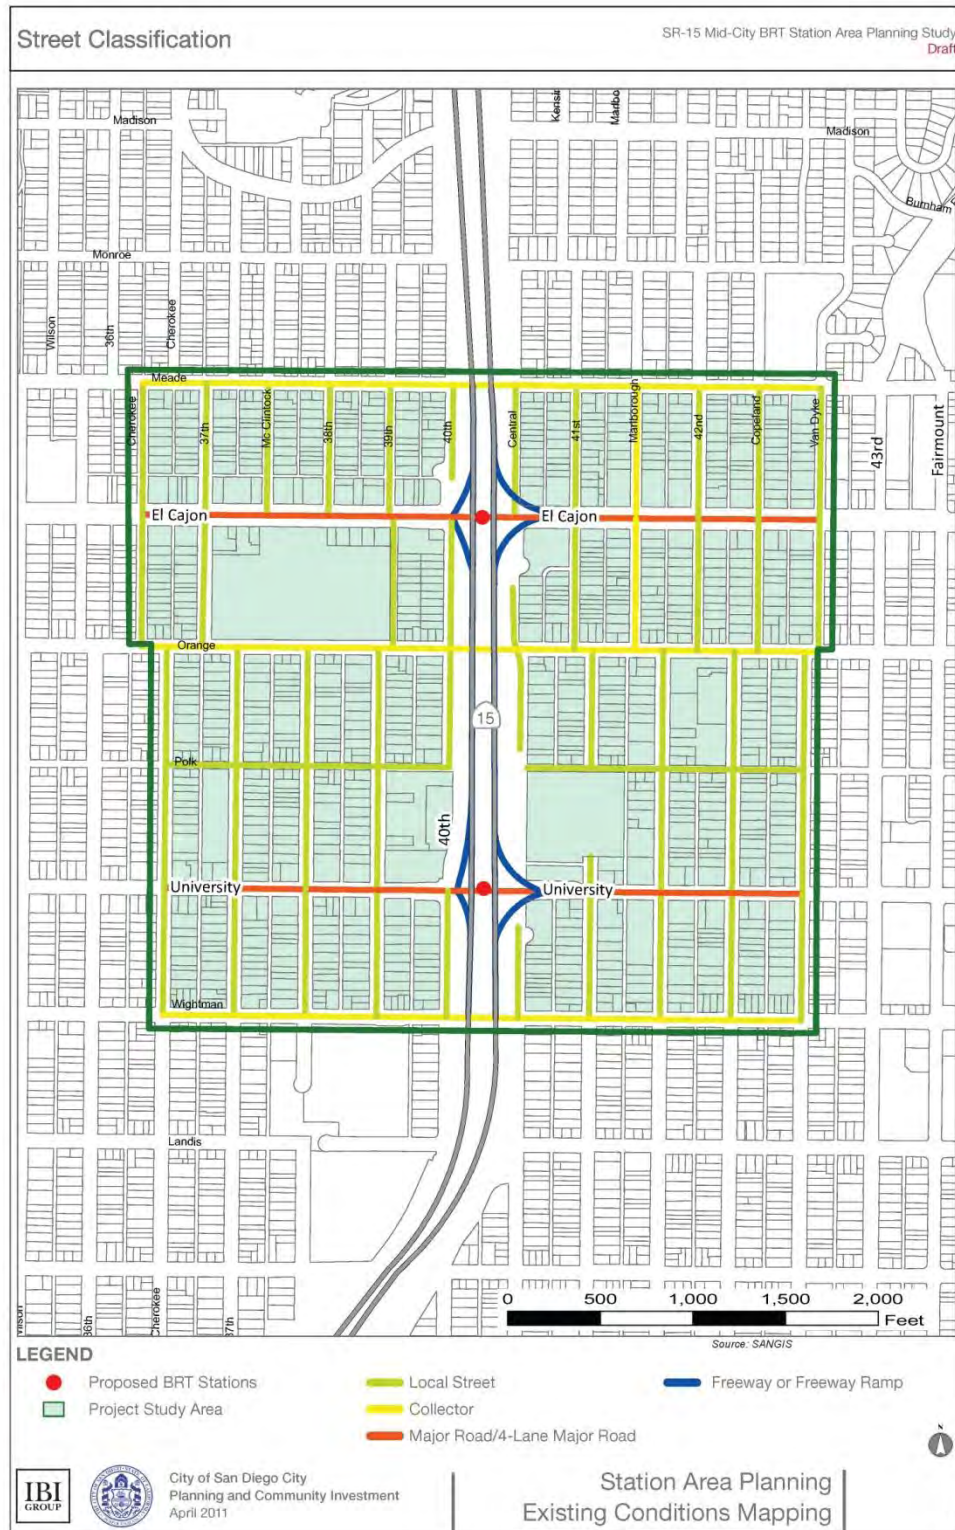 Street Classification
SR-15 Mid-City BRT Station Area Planning Study
Draft
Madison
Kensin
Marlbo
Madison
Burnham
Monroe
Wilson
36th
Cherokee
Meade
Cherokee
37th
Mc Clintock
38th
39th
40th
Central
41st
Marlborough
42nd
Copeland
Van Dyke
43rd
Fairmount
El Cajon
El Cajon
Orange
15
Polk
40th
University
University
Wightman
Landis
Cherokee
37th
36th
0 500 1,000 1,500 2,000
Feet
Source: SANGIS
LEGEND
Proposed BRT Stations
Project Study Area
Local Street
Collector
Major Road/4-Lane Major Road
Freeway or Freeway Ramp
N
IBI
GROUP
City of San Diego City
Planning and Community Investment
April 2011
Station Area Planning
Existing Conditions Mapping